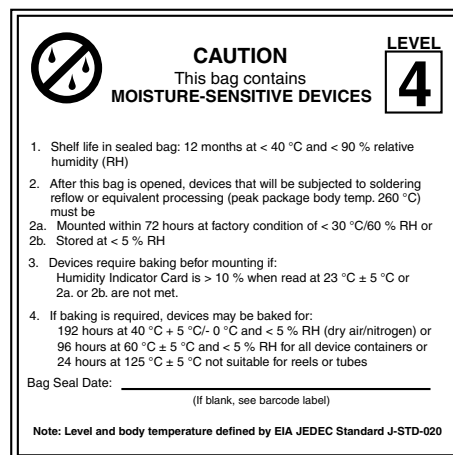 CAUTION
This bag contains
MOISTURE-SENSITIVE DEVICES
LEVEL
4
1. Shelf life in sealed bag: 12 months at < 40 °C and < 90 % relative
humidity (RH)
2. After this bag is opened, devices that will be subjected to soldering
reflow or equivalent processing (peak package body temp. 260 °C)
must be
2a. Mounted within 72 hours at factory condition of < 30 °C/60 % RH or
2b. Stored at < 5 % RH
3. Devices require baking befor mounting if:
Humidity Indicator Card is > 10 % when read at 23 °C ± 5 °C or
2a. or 2b. are not met.
4. If baking is required, devices may be baked for:
192 hours at 40 °C + 5 °C/- 0 °C and < 5 % RH (dry air/nitrogen) or
96 hours at 60 °C ± 5 °C and < 5 % RH for all device containers or
24 hours at 125 °C ± 5 °C not suitable for reels or tubes
Bag Seal Date:
(If blank, see barcode label)
Note: Level and body temperature defined by EIA JEDEC Standard J-STD-020